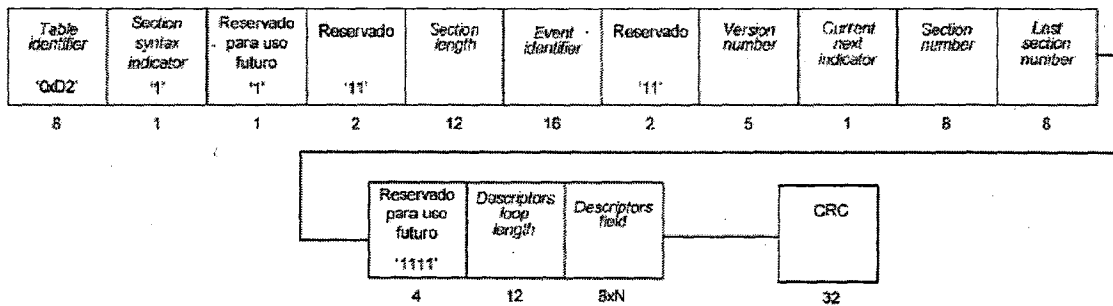 Table
identifier
'0xD2'
8
Section
syntax
indicator
'1'
1
Reservado
para uso
futuro
'1'
1
Reservado
'11'
2
Section
length
12
Event
identifier
16
Reservado
'11'
2
Version
number
5
Current
next
indicator
1
Section
number
8
Last
section
number
8
Reservado
para uso
futuro
'1111'
4
Descriptors
loop
length
12
Descriptors
field
8xN
CRC
32